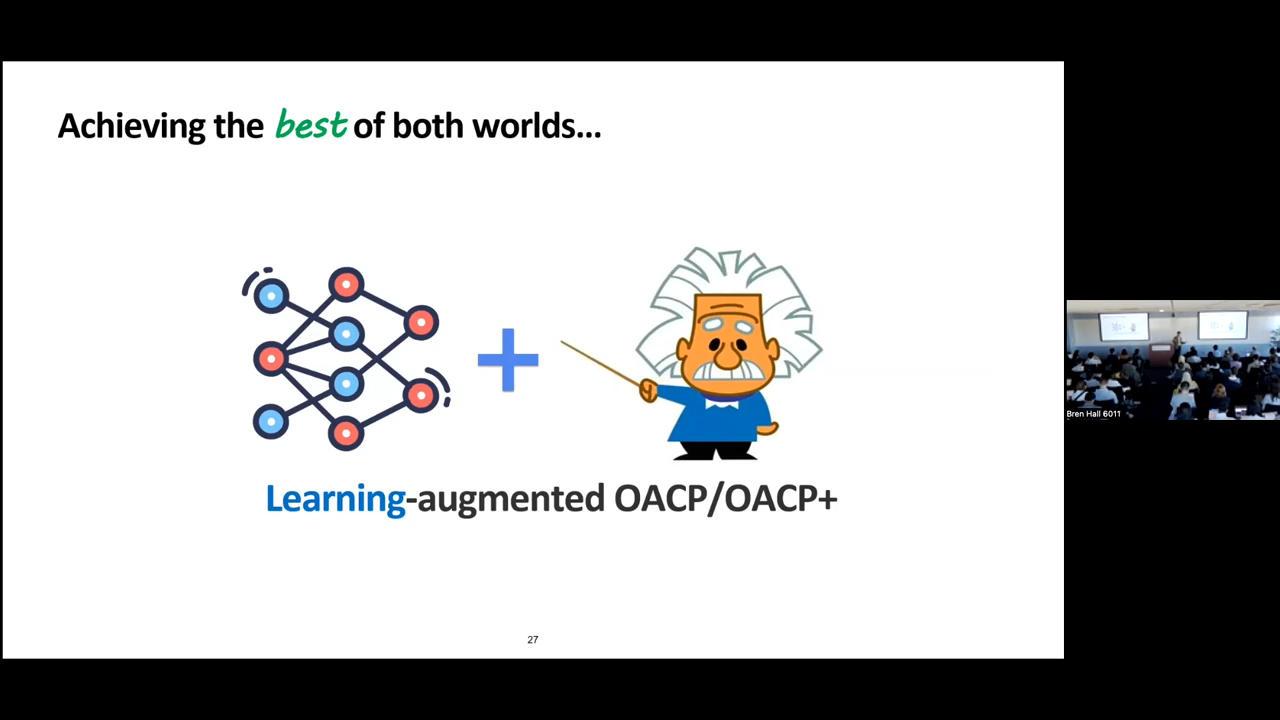 Achieving the best of both worlds...
Learning-augmented OACP/OACP+
27
Bren Hall 6011